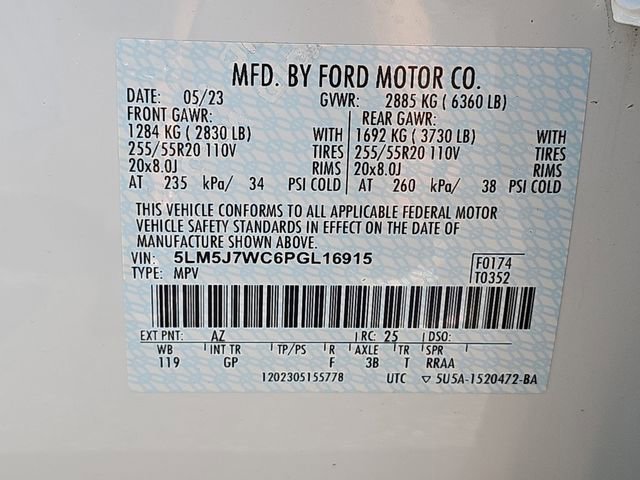 MFD. BY FORD MOTOR CO.
DATE: 05/23 GVWR: 2885 KG ( 6360 LB)
FRONT GAWR: REAR GAWR:
1284 KG ( 2830 LB) WITH 1692 KG ( 3730 LB) WITH
255/55R20 110V TIRES 255/55R20 110V TIRES
20x8.0J RIMS 20x8.0J RIMS
AT 235 kPa/ 34 PSI COLD AT 260 kPa/ 38 PSI COLD
THIS VEHICLE CONFORMS TO ALL APPLICABLE FEDERAL MOTOR
VEHICLE SAFETY STANDARDS IN EFFECT ON THE DATE OF
MANUFACTURE SHOWN ABOVE.
VIN: 5LM5J7WC6PGL16915 F0174
TYPE: MPV T0352
EXT PNT: AZ RC: 25 DSO:
WB INT TR TP/PS R AXLE TR SPR
119 GP F 3B T RRAA
1202305155778 UTC ▽ 5U5A-1520472-BA